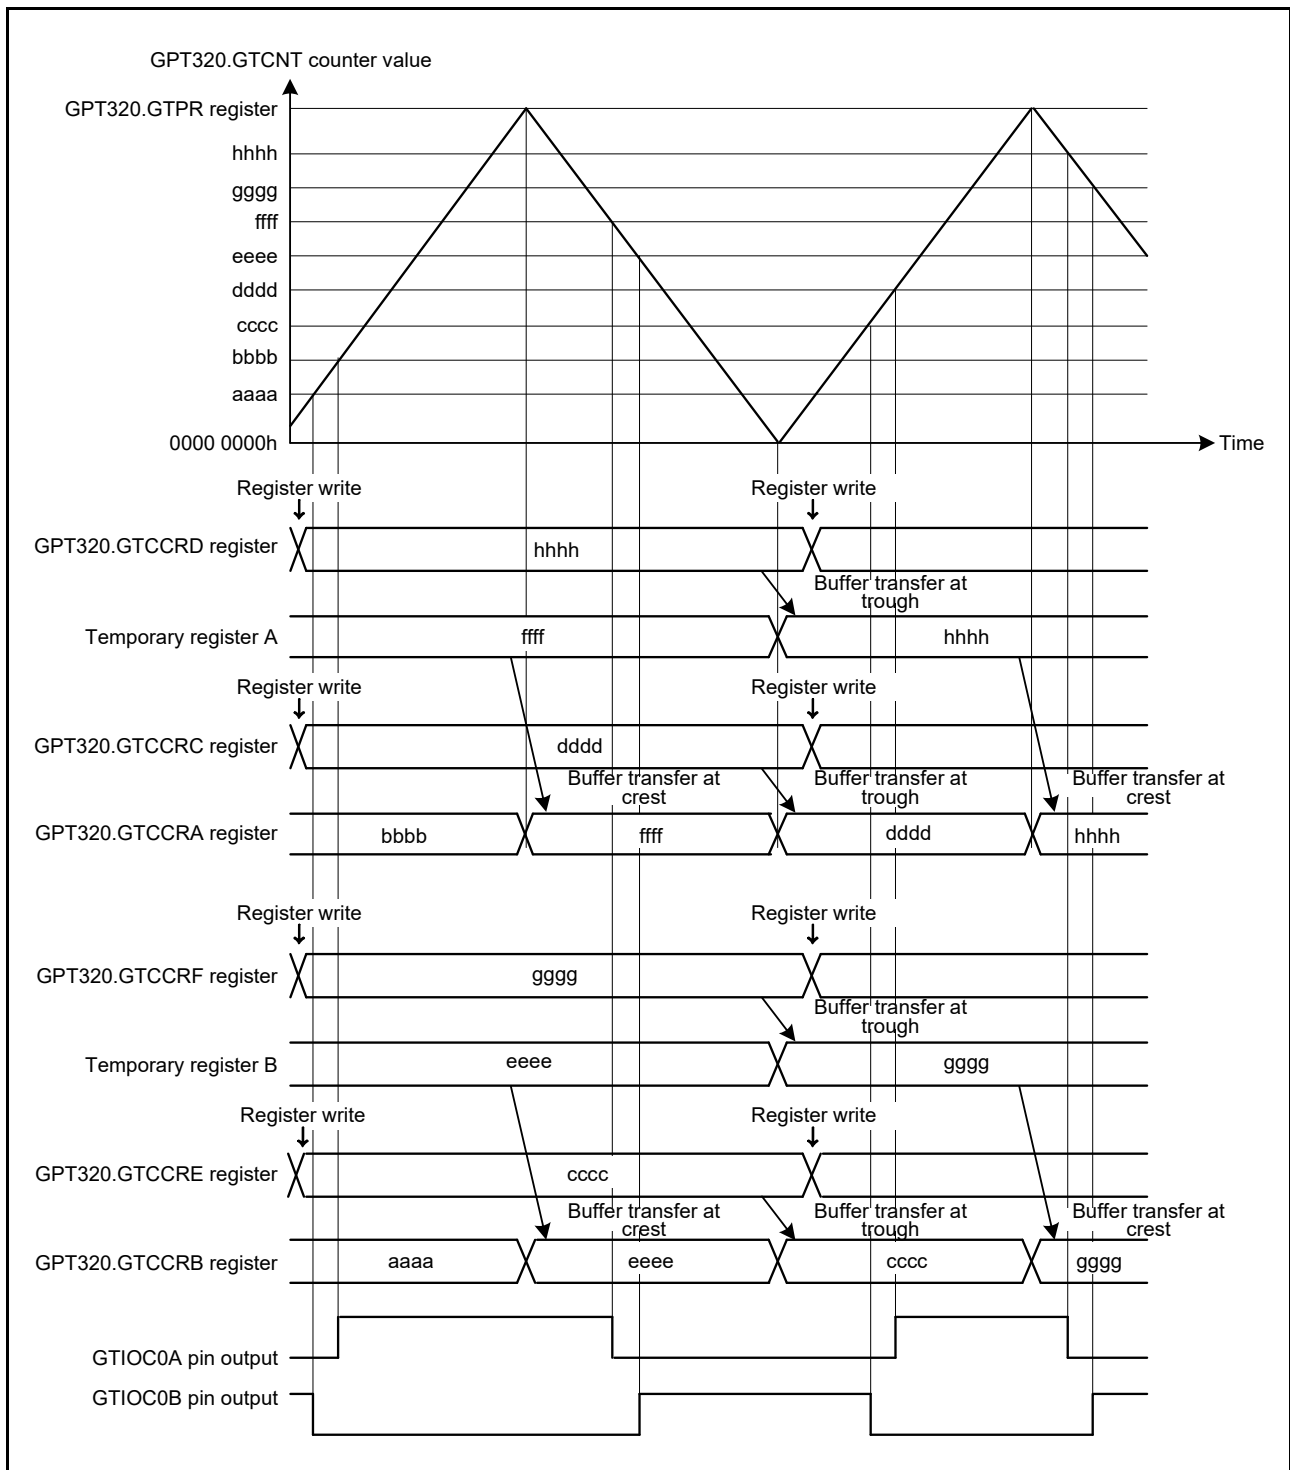 GPT320.GTCNT counter value
GPT320.GTPR register
hhhh
gggg
ffff
eeee
dddd
cccc
bbbb
aaaa
0000 0000h
Time
Register write
Register write
GPT320.GTCCRD register
hhhh
Buffer transfer at
trough
Temporary register A
ffff
hhhh
Register write
Register write
GPT320.GTCCRC register
dddd
Buffer transfer at
crest
Buffer transfer at
trough
Buffer transfer at
crest
GPT320.GTCCRA register
bbbb
ffff
dddd
hhhh
Register write
Register write
GPT320.GTCCRF register
gggg
Buffer transfer at
trough
Temporary register B
eeee
gggg
Register write
Register write
GPT320.GTCCRE register
cccc
Buffer transfer at
crest
Buffer transfer at
trough
Buffer transfer at
crest
GPT320.GTCCRB register
aaaa
eeee
cccc
gggg
GTIOC0A pin output
GTIOC0B pin output